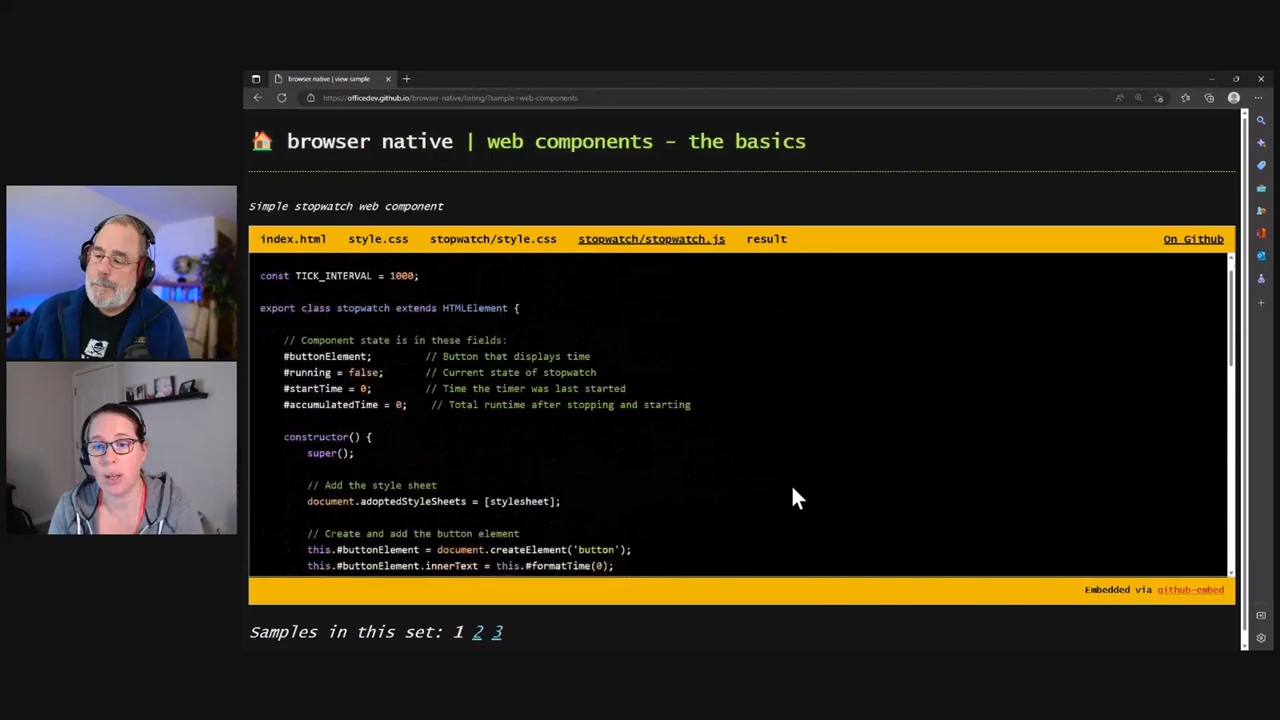 browser native | view sample
https://officedev.github.io/browser-native/listing/?sample=web-components
browser native | web components - the basics
Simple stopwatch web component
index.html style.css stopwatch/style.css stopwatch/stopwatch.js result On Github
const TICK_INTERVAL = 1000;
export class stopwatch extends HTMLElement {
// Component state is in these fields:
#buttonElement; // Button that displays time
#running = false; // Current state of stopwatch
#startTime = 0; // Time the timer was last started
#accumulatedTime = 0; // Total runtime after stopping and starting
constructor() {
super();
// Add the style sheet
document.adoptedStyleSheets = [stylesheet];
// Create and add the button element
this.#buttonElement = document.createElement('button');
this.#buttonElement.innerText = this.#formatTime(0);
Embedded via github-embed
Samples in this set: 1 2 3